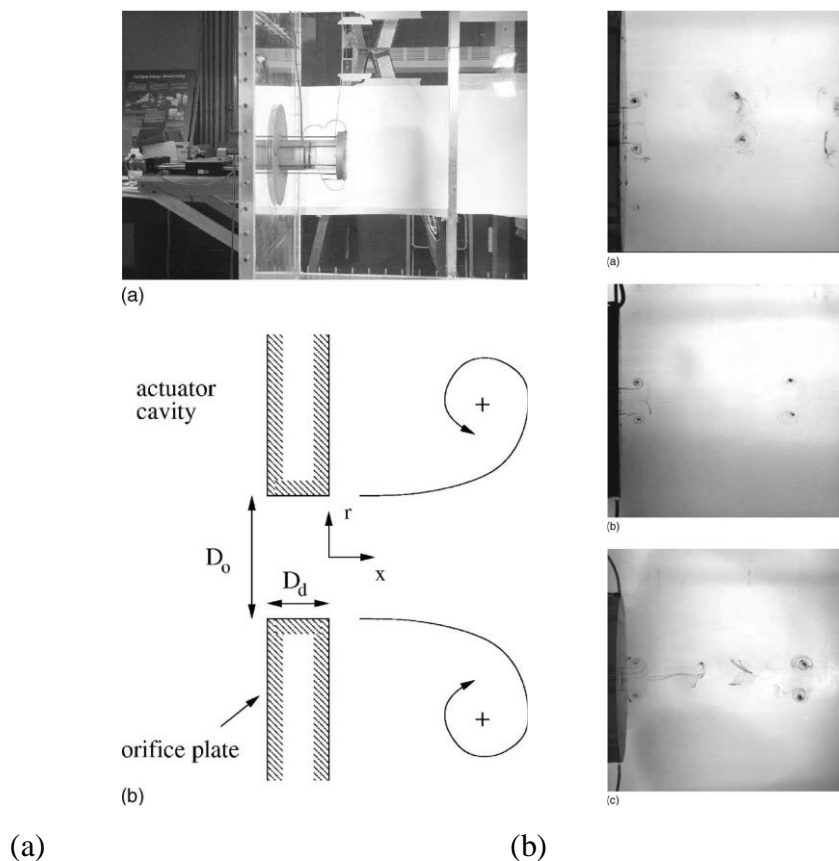 (a)
actuator
cavity
r
x
D_o
D_d
orifice plate
(b)
(a)
(b)
(c)
(a)
(b)